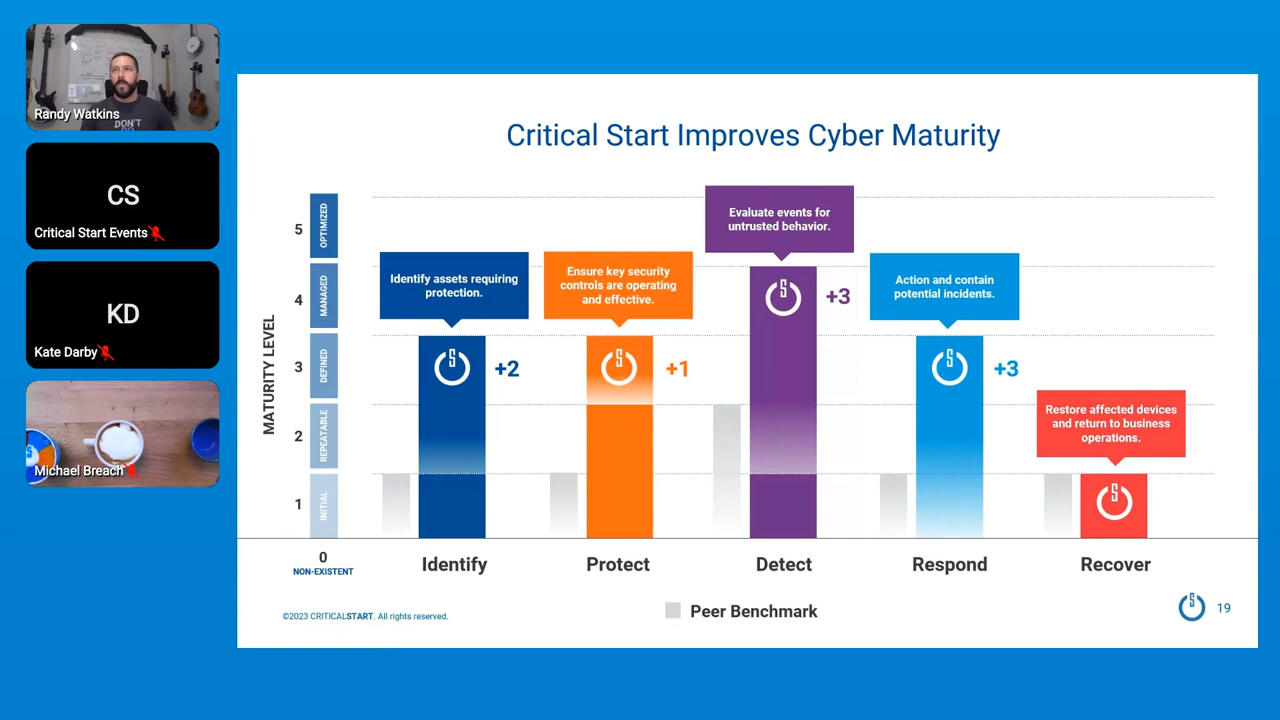 Randy Watkins
DON'T
CS
Critical Start Events
KD
Kate Darby
Michael Breach
Critical Start Improves Cyber Maturity
MATURITY LEVEL
5
OPTIMIZED
4
MANAGED
3
DEFINED
2
REPEATABLE
1
INITIAL
0
NON-EXISTENT
Identify assets requiring
protection.
+2
Ensure key security
controls are operating
and effective.
+1
Evaluate events for
untrusted behavior.
+3
Action and contain
potential incidents.
+3
Restore affected devices
and return to business
operations.
Identify
Protect
Detect
Respond
Recover
Peer Benchmark
©2023 CRITICALSTART. All rights reserved.
19